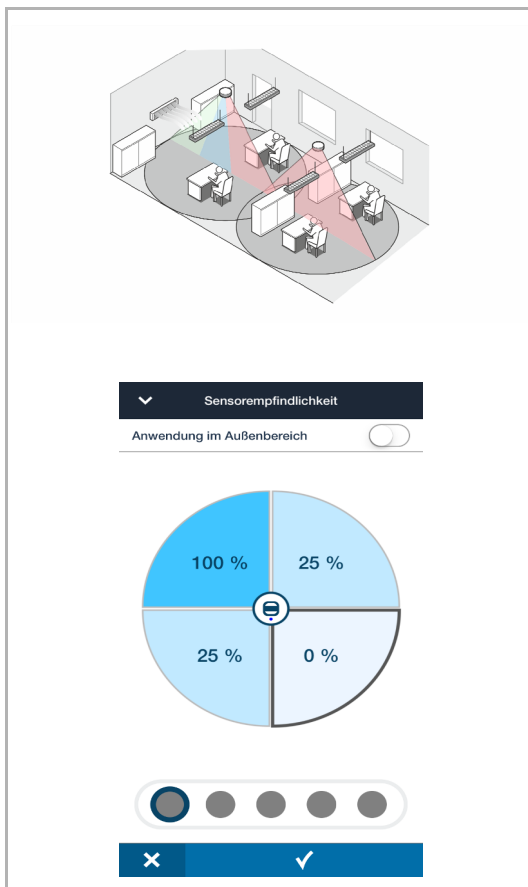 Sensorempfindlichkeit
Anwendung im Außenbereich
100 % 25 %
25 % 0 %